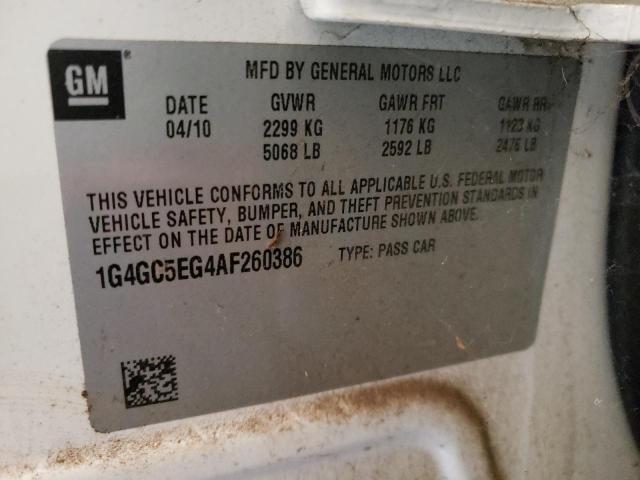 GM ®
MFD BY GENERAL MOTORS LLC
DATE GVWR GAWR FRT GAWR RR
04/10 2299 KG 1176 KG 1123 KG
5068 LB 2592 LB 2476 LB
THIS VEHICLE CONFORMS TO ALL APPLICABLE U.S. FEDERAL MOTOR
VEHICLE SAFETY, BUMPER, AND THEFT PREVENTION STANDARDS IN
EFFECT ON THE DATE OF MANUFACTURE SHOWN ABOVE.
1G4GC5EG4AF260386 TYPE: PASS CAR